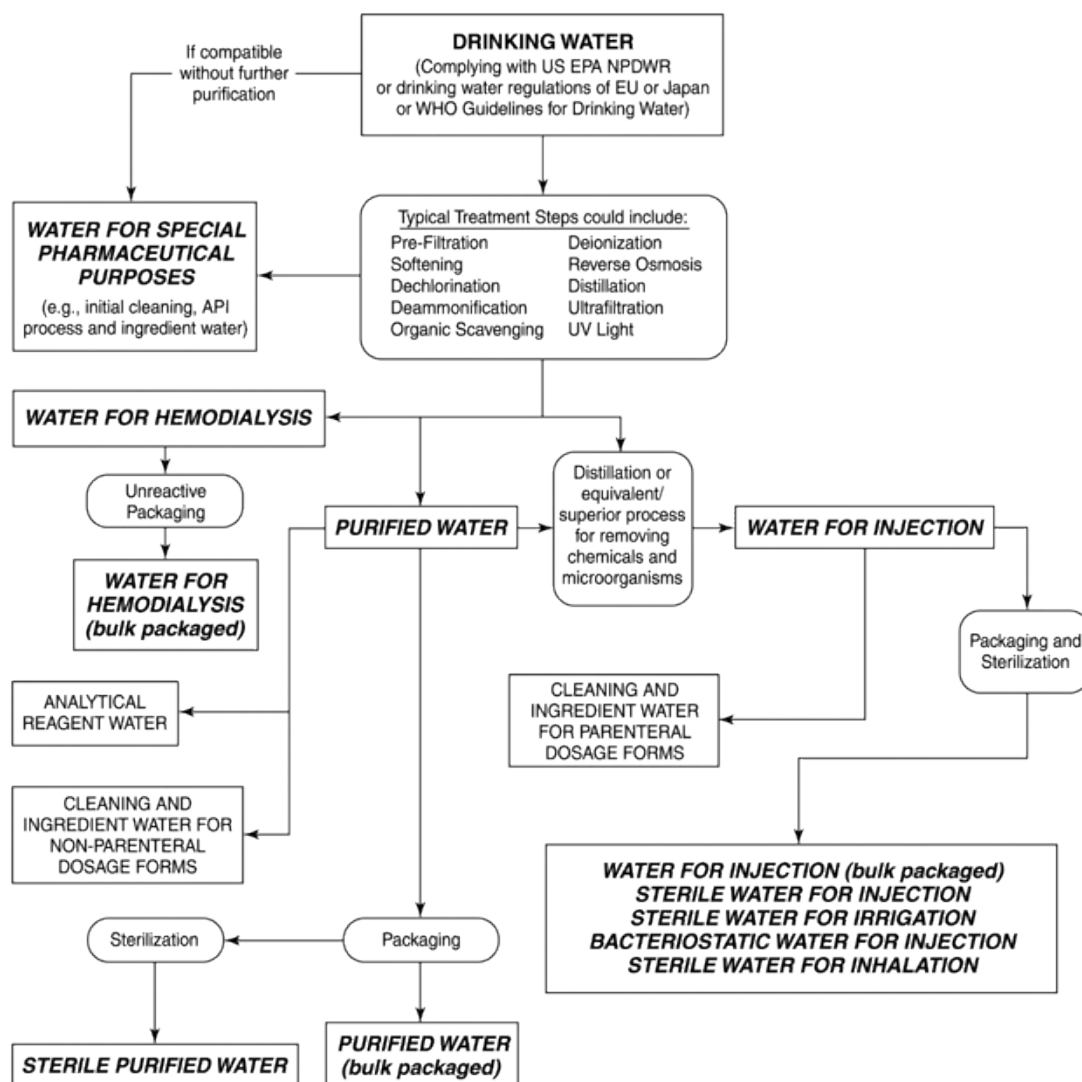 If compatible
without further
purification
DRINKING WATER
(Complying with US EPA NPDWR
or drinking water regulations of EU or Japan
or WHO Guidelines for Drinking Water)
WATER FOR SPECIAL
PHARMACEUTICAL
PURPOSES
(e.g., initial cleaning, API
process and ingredient water)
Typical Treatment Steps could include:
Pre-Filtration
Softening
Dechlorination
Deammonification
Organic Scavenging
Deionization
Reverse Osmosis
Distillation
Ultrafiltration
UV Light
WATER FOR HEMODIALYSIS
Unreactive
Packaging
WATER FOR
HEMODIALYSIS
(bulk packaged)
PURIFIED WATER
Distillation or
equivalent/
superior process
for removing
chemicals and
microorganisms
WATER FOR INJECTION
Packaging and
Sterilization
ANALYTICAL
REAGENT WATER
CLEANING AND
INGREDIENT WATER
FOR PARENTERAL
DOSAGE FORMS
CLEANING AND
INGREDIENT WATER FOR
NON-PARENTERAL
DOSAGE FORMS
WATER FOR INJECTION (bulk packaged)
STERILE WATER FOR INJECTION
STERILE WATER FOR IRRIGATION
BACTERIOSTATIC WATER FOR INJECTION
STERILE WATER FOR INHALATION
Sterilization
Packaging
STERILE PURIFIED WATER
PURIFIED WATER
(bulk packaged)